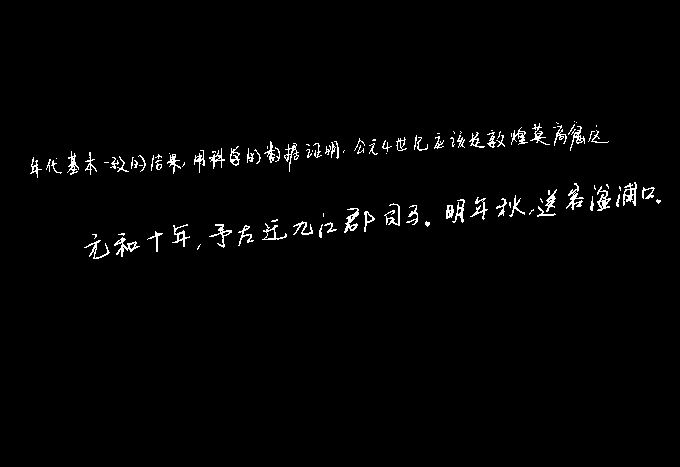 年代基本一致的结果,用科学的数据证明,公元4世纪应该是敦煌莫高窟这
元和十年,予左迁九江郡司马。明年秋,送客湓浦口。